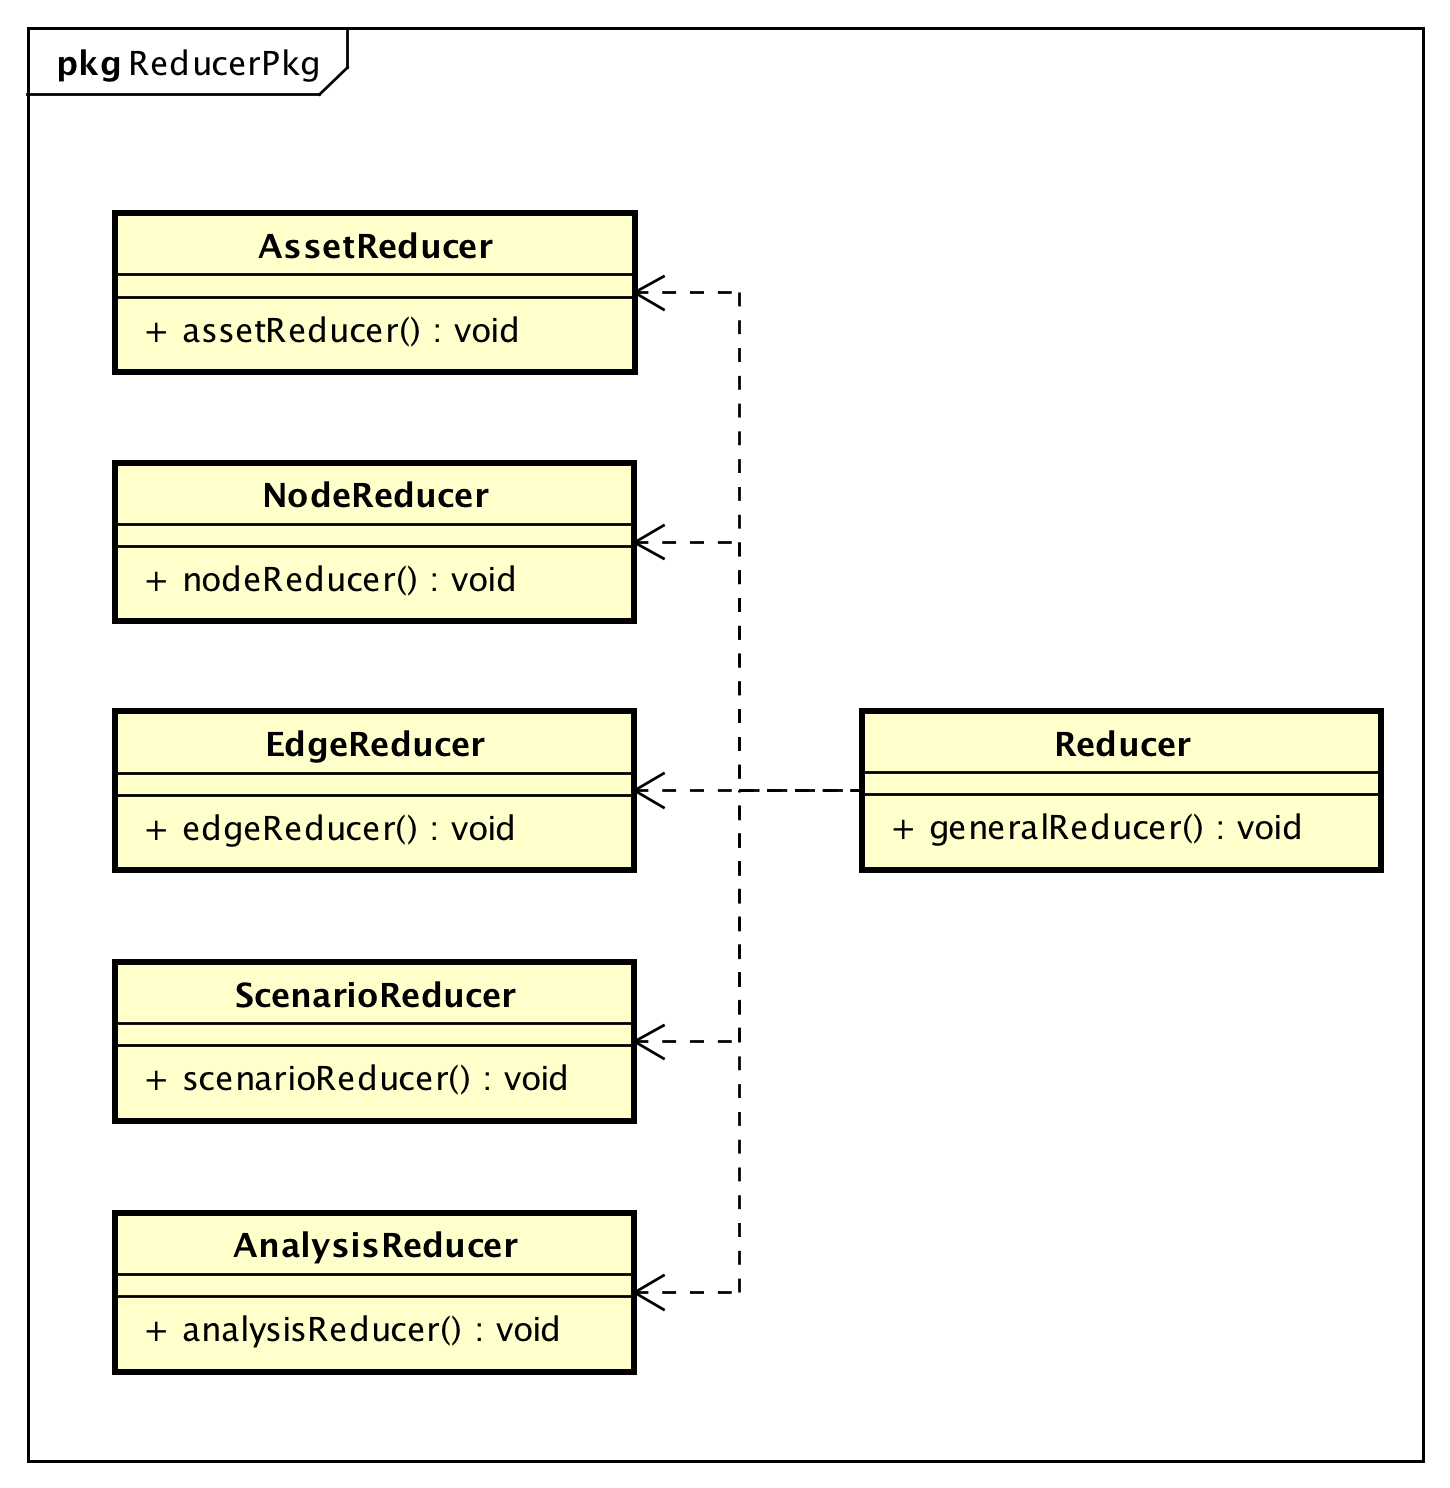 pkg ReducerPkg
AssetReducer
+ assetReducer() : void
NodeReducer
+ nodeReducer() : void
EdgeReducer
+ edgeReducer() : void
Reducer
+ generalReducer() : void
ScenarioReducer
+ scenarioReducer() : void
AnalysisReducer
+ analysisReducer() : void